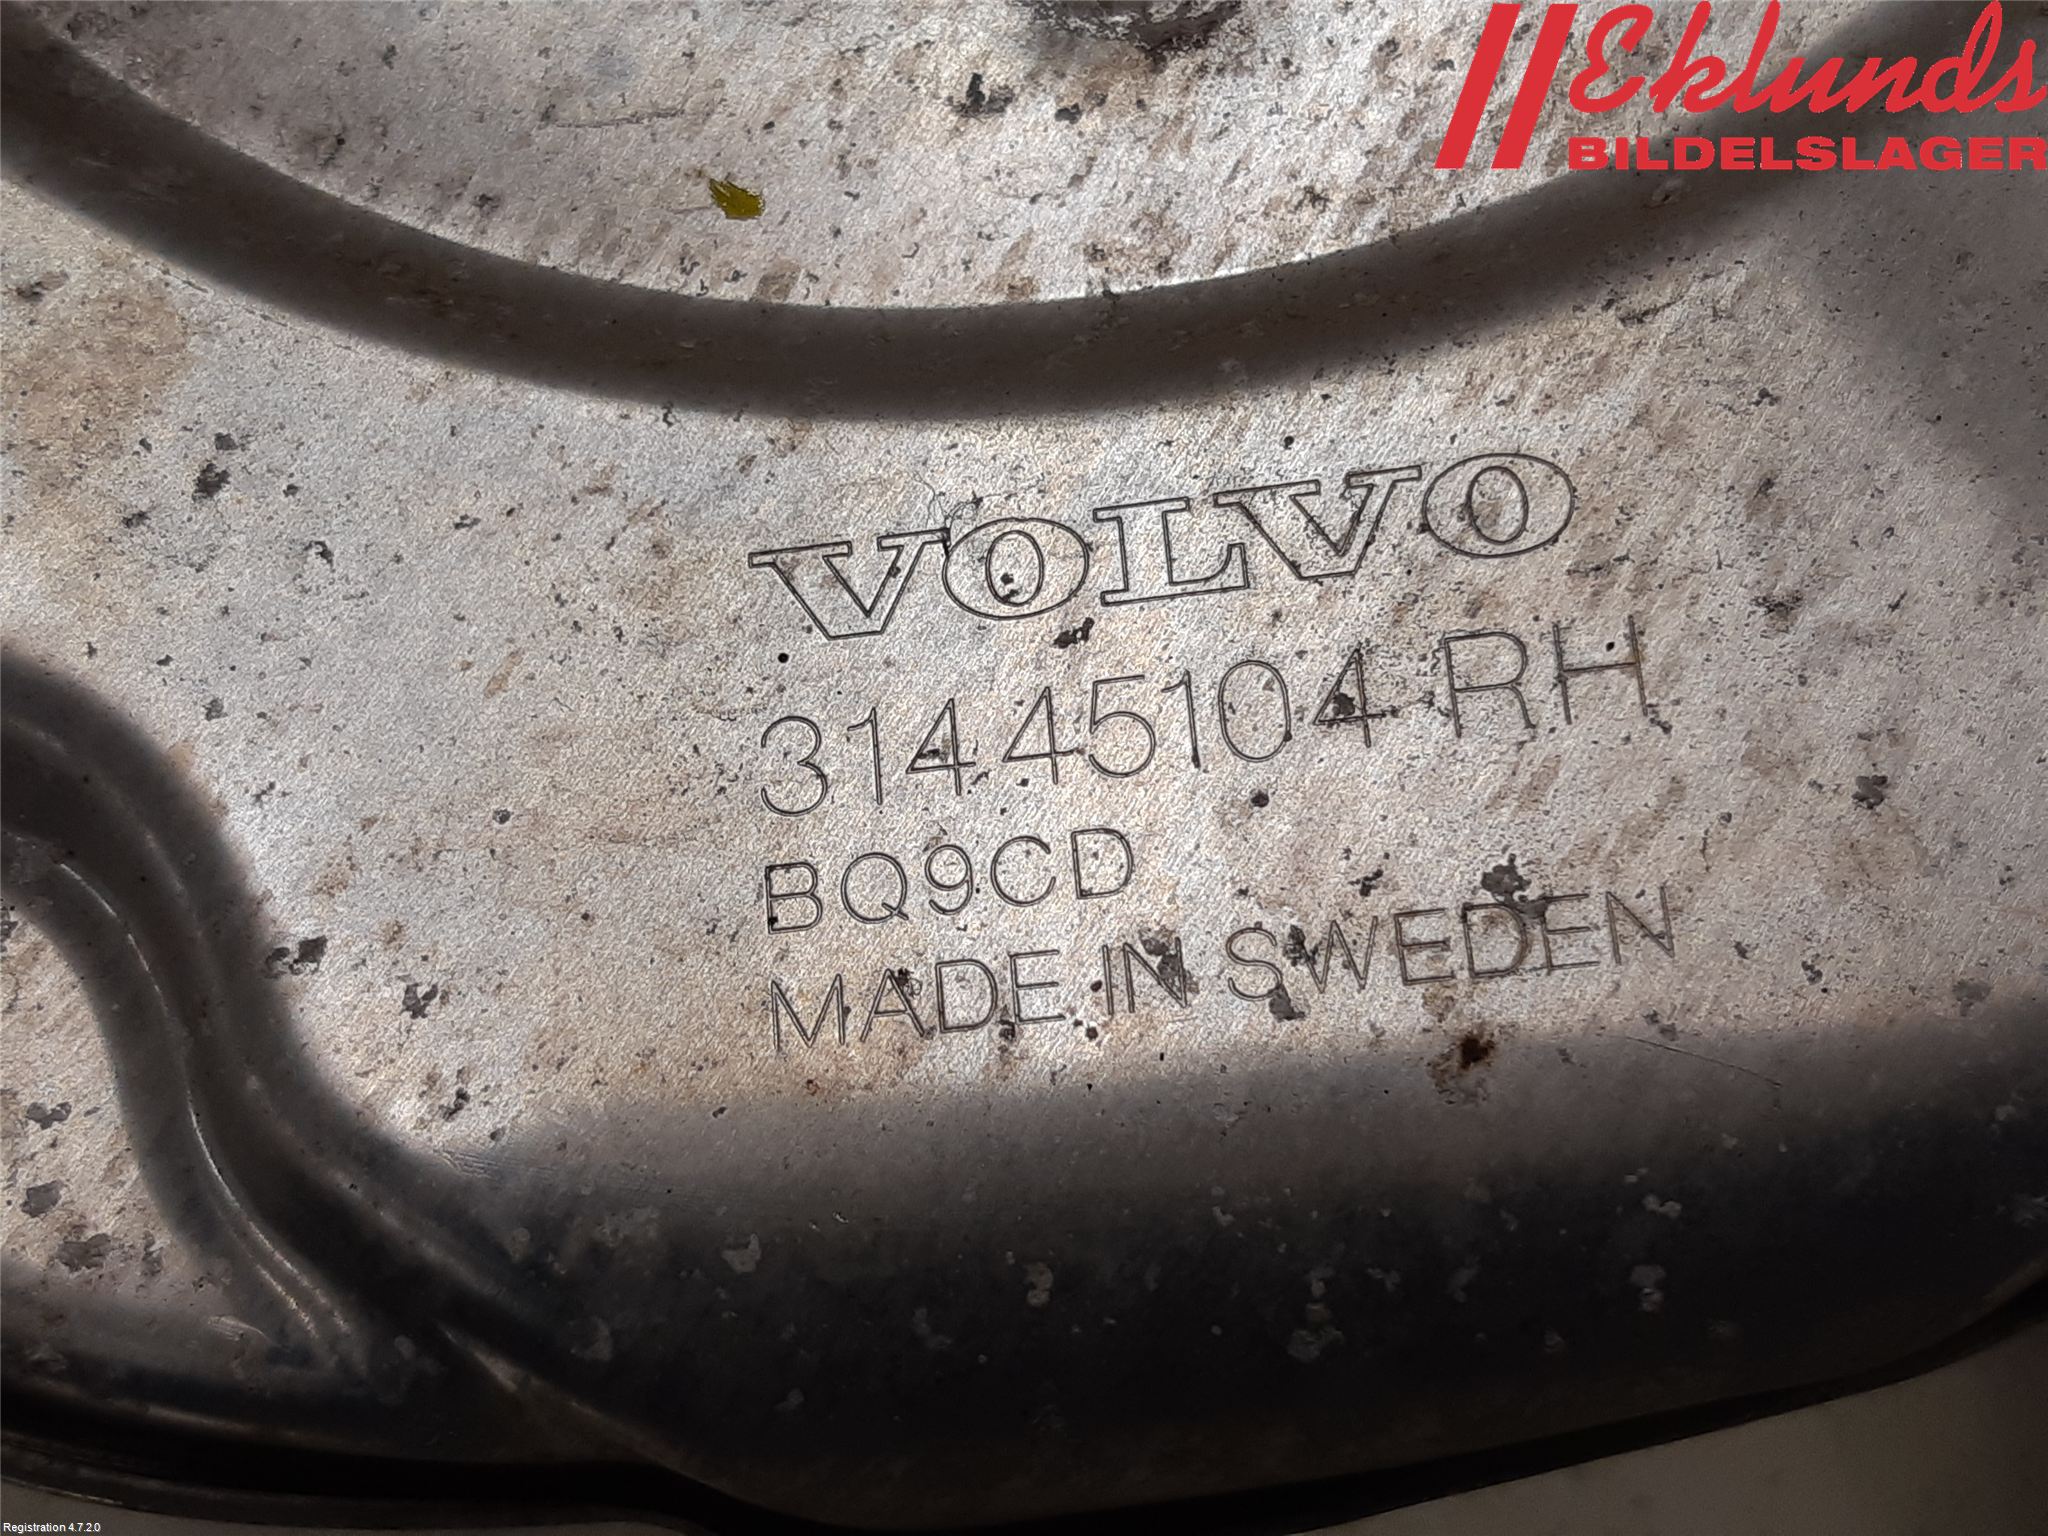 Eklunds
BILDELSLAGER
VOLVO
31445104 RH
BQ9CD
MADE IN SWEDEN
Registration 4.7.2.0